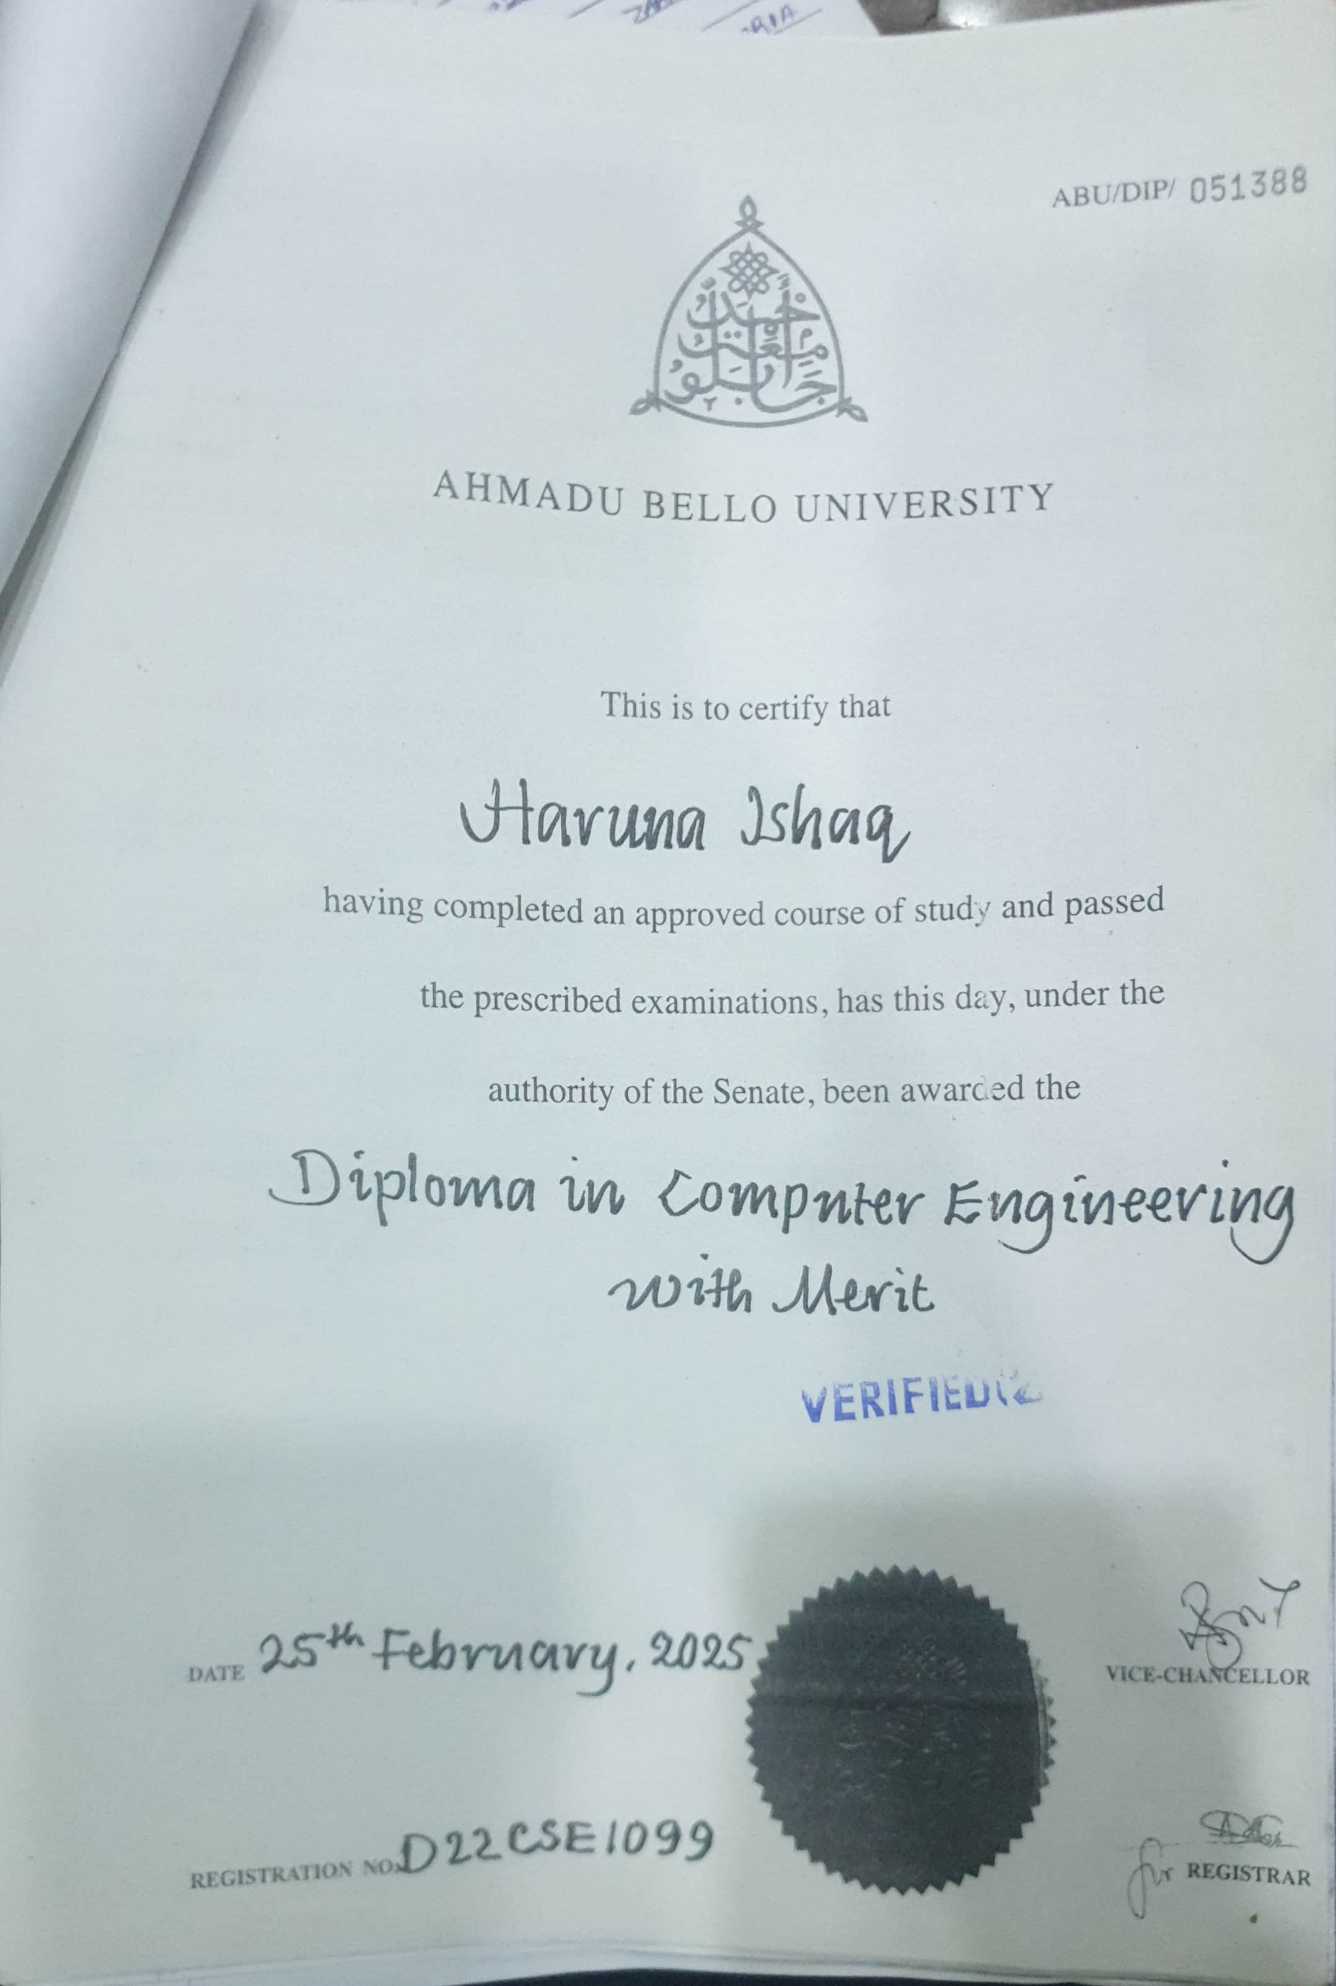 RIA
ABU/DIP/ 051388
AHMADU BELLO UNIVERSITY
This is to certify that
Haruna Ishaq
having completed an approved course of study and passed
the prescribed examinations, has this day, under the
authority of the Senate, been awarded the
Diploma in Computer Engineering
with Merit
VERIFIED
DATE 25th February, 2025
VICE-CHANCELLOR
REGISTRATION NO. D22CSE1099
for REGISTRAR